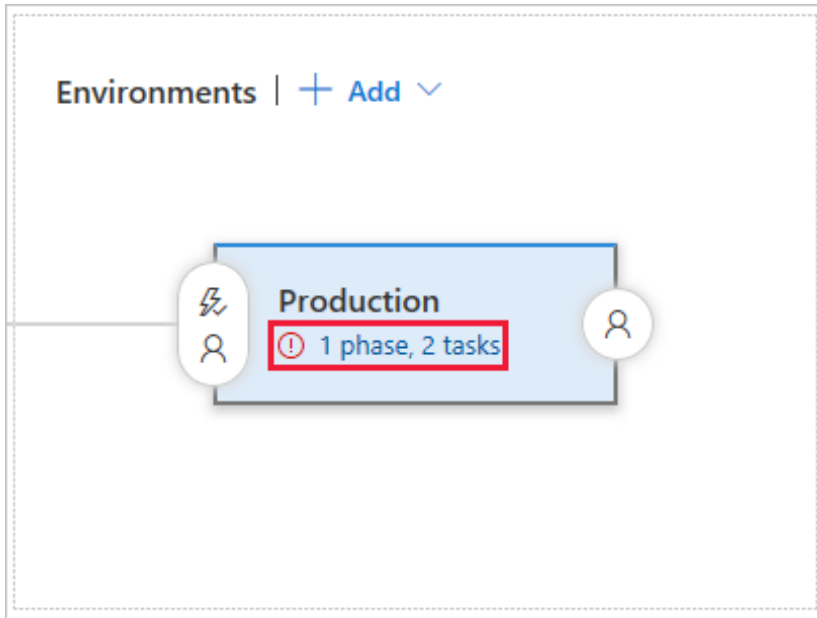 Environments | + Add
Production
1 phase, 2 tasks